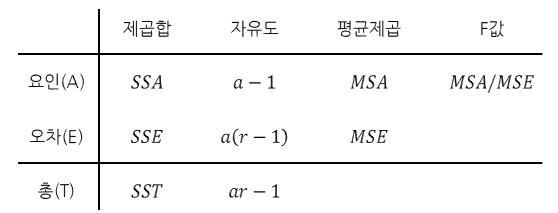 제곱합 자유도 평균제곱 F값
요인(A) SSA a − 1 MSA MSA/MSE
오차(E) SSE a(r − 1) MSE
총(T) SST ar − 1